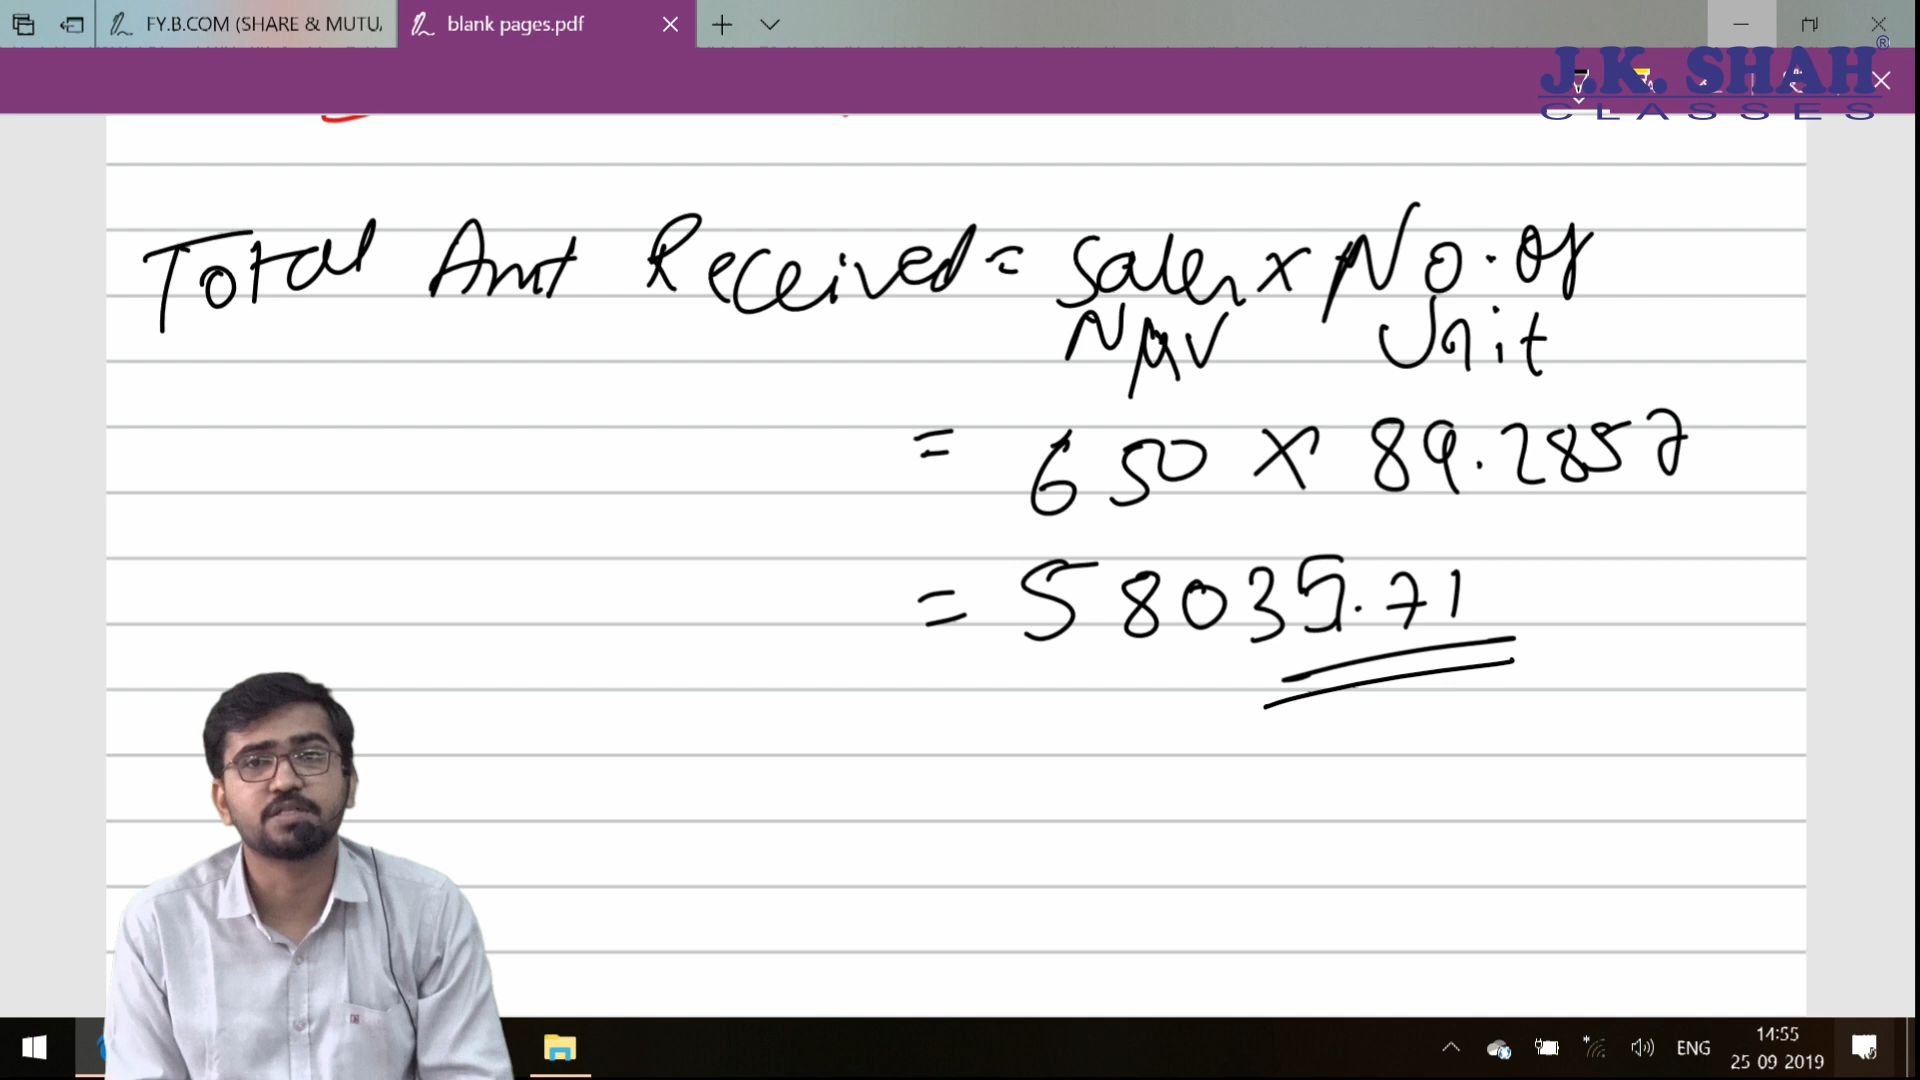 FY.B.COM (SHARE & MUTU
blank pages.pdf
J.K. SHAH®
CLASSES
Total Amt Received = Sales x No. of
NAV Unit
= 650 x 89.2857
= 58035.71
ENG
14:55
25 09 2019